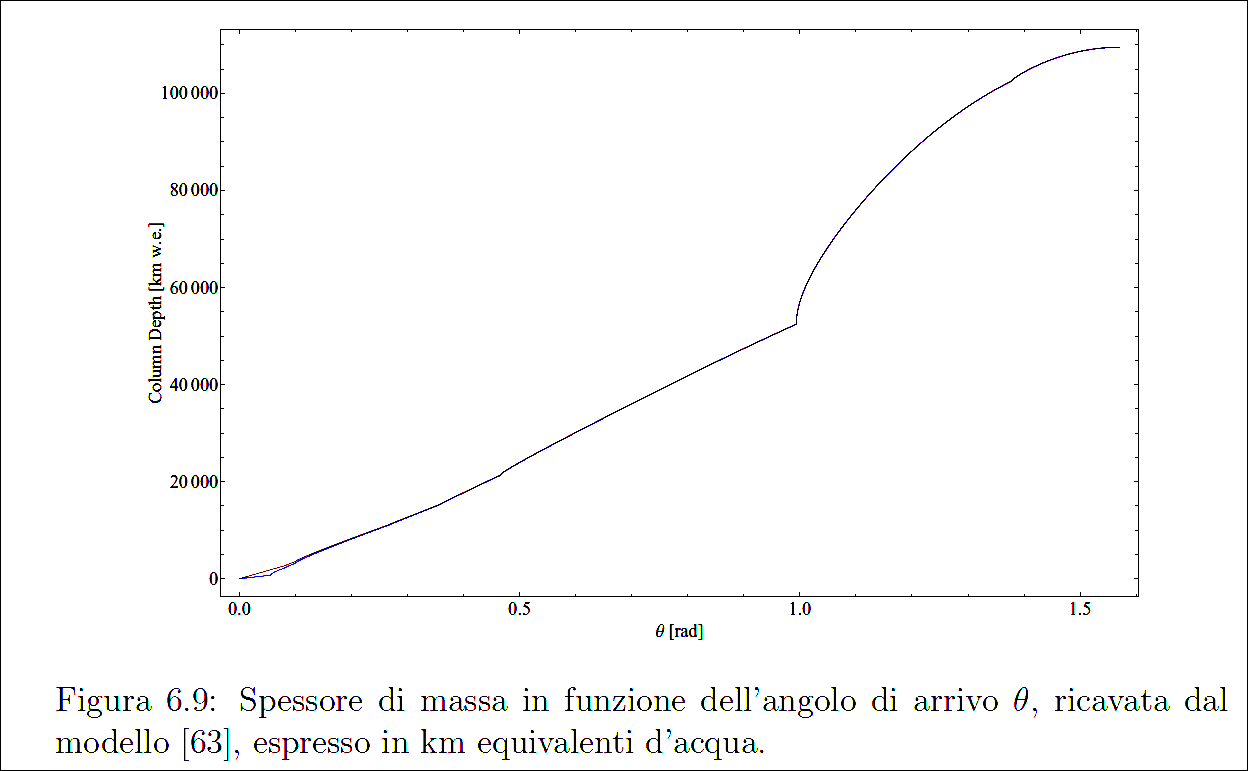 100 000
80 000
60 000
40 000
20 000
0
Column Depth [km w.e.]
0.0 0.5 1.0 1.5
θ [rad]
Figura 6.9: Spessore di massa in funzione dell'angolo di arrivo θ, ricavata dal
modello [63], espresso in km equivalenti d'acqua.